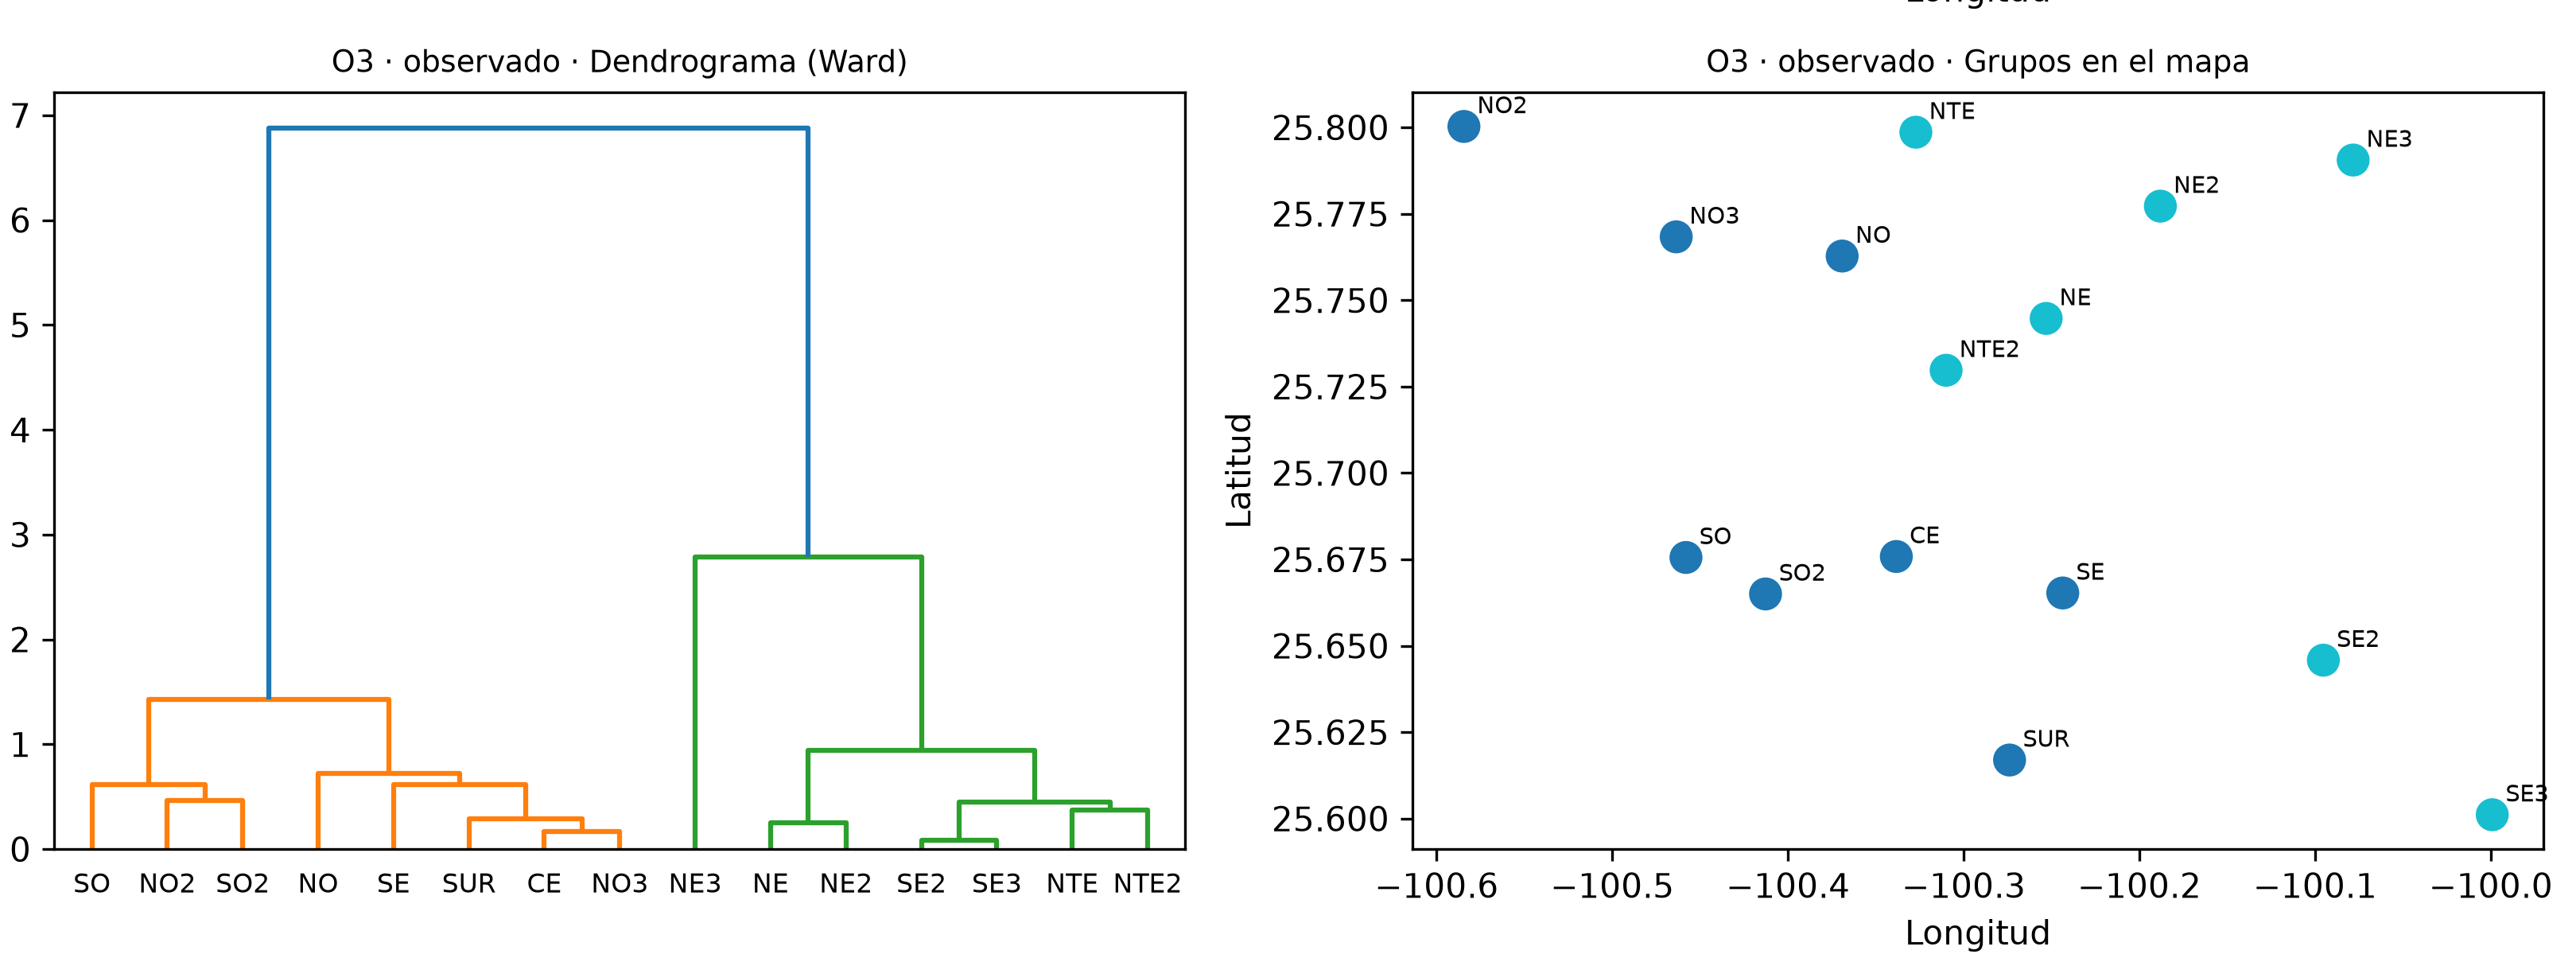 Longitud
O3 · observado · Dendrograma (Ward)
7
6
5
4
3
2
1
0
SO NO2 SO2 NO SE SUR CE NO3 NE3 NE NE2 SE2 SE3 NTE NTE2
O3 · observado · Grupos en el mapa
Latitud
25.800
25.775
25.750
25.725
25.700
25.675
25.650
25.625
25.600
NO2
NTE
NE3
NE2
NO3
NO
NE
NTE2
SO
CE
SO2
SE
SE2
SUR
SE3
−100.6 −100.5 −100.4 −100.3 −100.2 −100.1 −100.0
Longitud